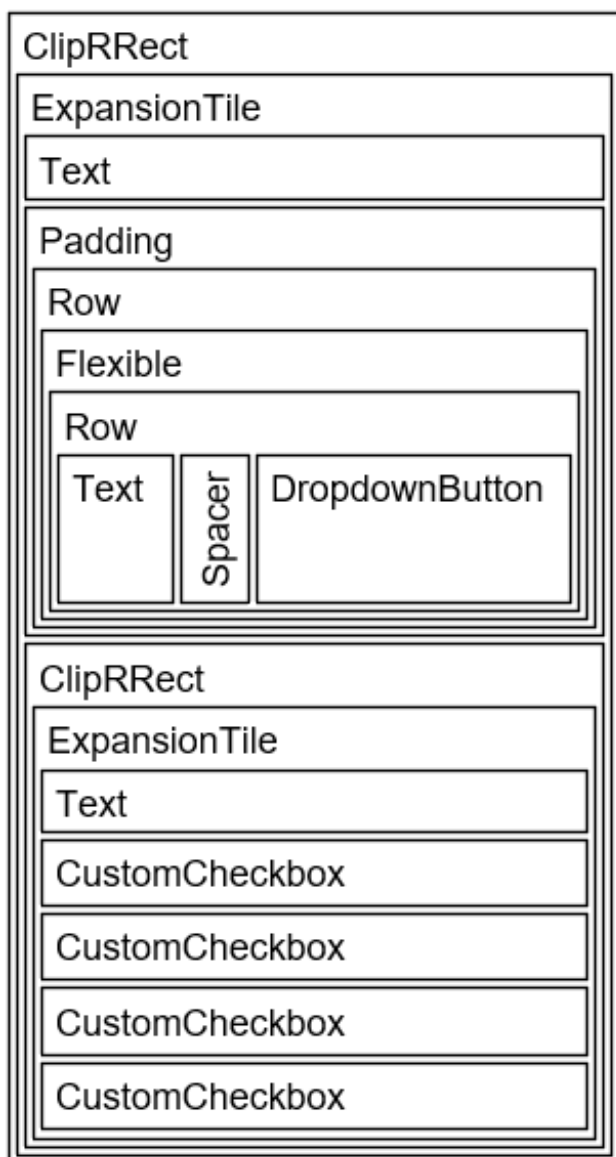 ClipRRect
ExpansionTile
Text
Padding
Row
Flexible
Row
Text Spacer DropdownButton
ClipRRect
ExpansionTile
Text
CustomCheckbox
CustomCheckbox
CustomCheckbox
CustomCheckbox